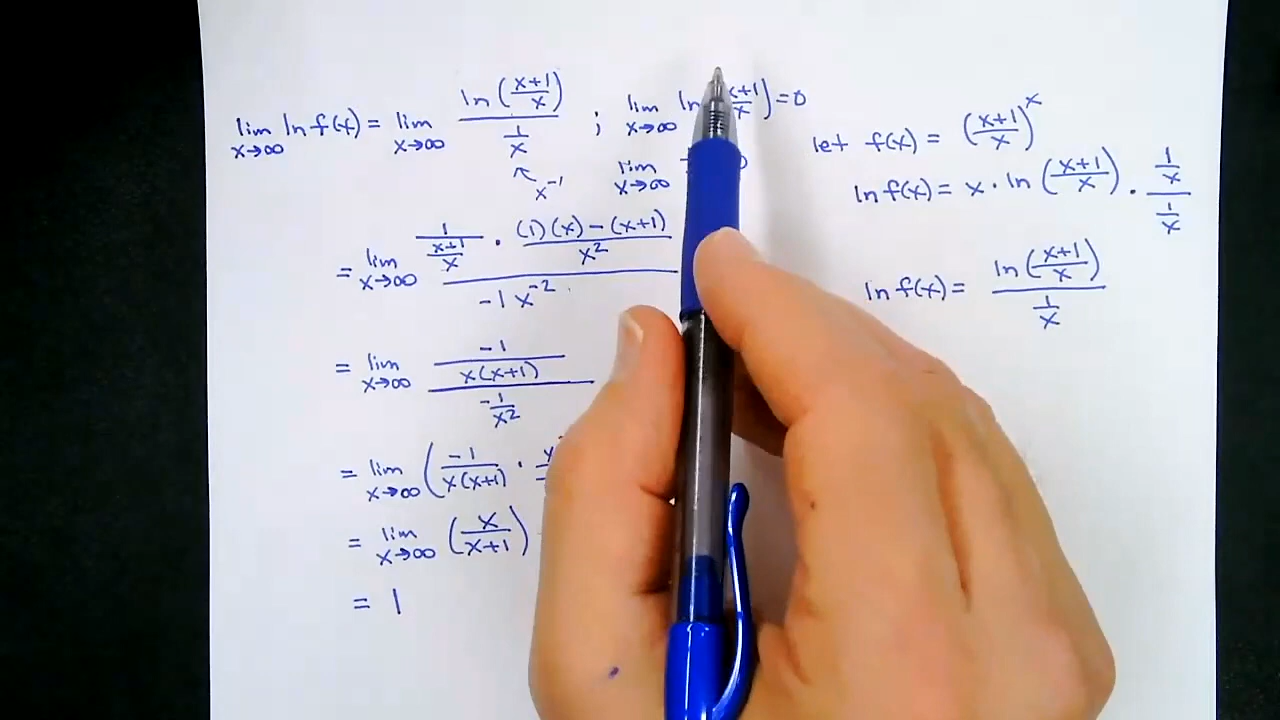 lim x→∞ ln f(x) = lim x→∞ ln((x+1)/x) / (1/x) ; lim x→∞ ln x+1/x) = 0
x⁻¹ lim x→∞
= lim x→∞ (1/((x+1)/x) · ((1)(x) − (x+1))/x²) / (−1x⁻²)
= lim x→∞ (−1/(x(x+1))) / (−1/x²)
= lim x→∞ (−1/(x(x+1)) ·
= lim x→∞ (x/(x+1))
= 1
let f(x) = ((x+1)/x)^x
ln f(x) = x · ln((x+1)/x) · (1/x)/(1/x)
ln f(x) = ln((x+1)/x) / (1/x)